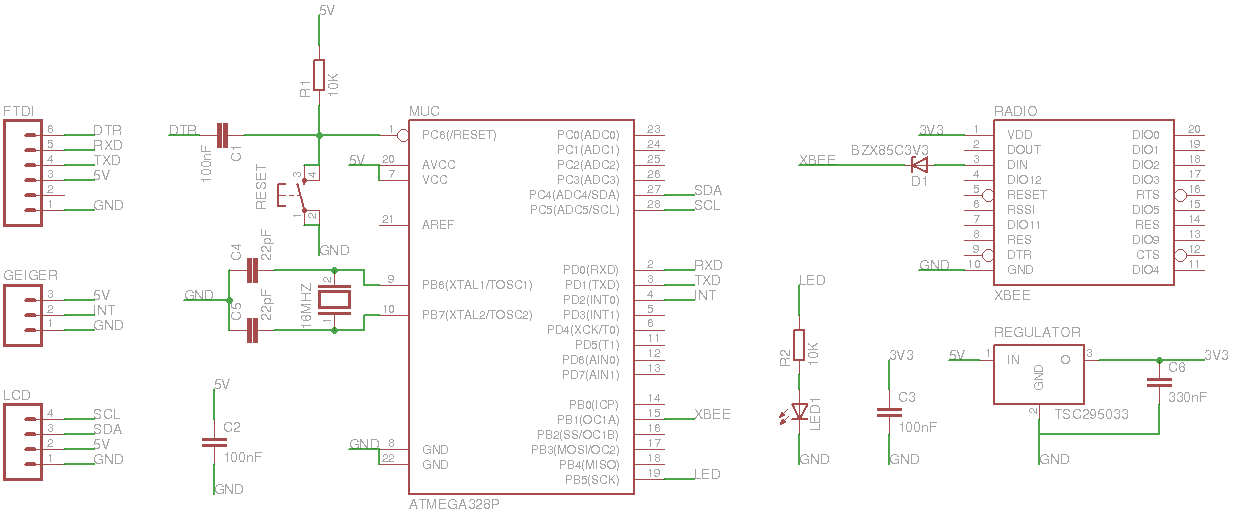 5V
R1
10K
FTDI
6 DTR
5 RXD
4 TXD
3 5V
2
1 GND
DTR
100nF
C1
RESET
3
4
1
2
GND
GEIGER
3 5V
2 INT
1 GND
C4
22pF
GND
C5
22pF
2
16MHZ
1
LCD
4 SCL
3 SDA
2 5V
1 GND
5V
C2
100nF
GND
MUC
1 PC6(/RESET)
5V
20 AVCC
7 VCC
21 AREF
9 PB6(XTAL1/TOSC1)
10 PB7(XTAL2/TOSC2)
GND
8 GND
22 GND
PC0(ADC0) 23
PC1(ADC1) 24
PC2(ADC2) 25
PC3(ADC3) 26
PC4(ADC4/SDA) 27 SDA
PC5(ADC5/SCL) 28 SCL
PD0(RXD) 2 RXD
PD1(TXD) 3 TXD
PD2(INT0) 4 INT
PD3(INT1) 5
PD4(XCK/T0) 6
PD5(T1) 11
PD6(AIN0) 12
PD7(AIN1) 13
PB0(ICP) 14
PB1(OC1A) 15 XBEE
PB2(SS/OC1B) 16
PB3(MOSI/OC2) 17
PB4(MISO) 18
PB5(SCK) 19 LED
ATMEGA328P
LED
R2
10K
LED1
GND
3V3
C3
100nF
GND
RADIO
3V3 1 VDD
2 DOUT
XBEE
BZX85C3V3
D1
3 DIN
4 DIO12
5 RESET
6 RSSI
7 DIO11
8 RES
9 DTR
GND 10 GND
DIO0 20
DIO1 19
DIO2 18
DIO3 17
RTS 16
DIO5 15
RES 14
DIO9 13
CTS 12
DIO4 11
XBEE
REGULATOR
5V 1 IN
O 3 3V3
GND
2
TSC295033
C6
330nF
GND